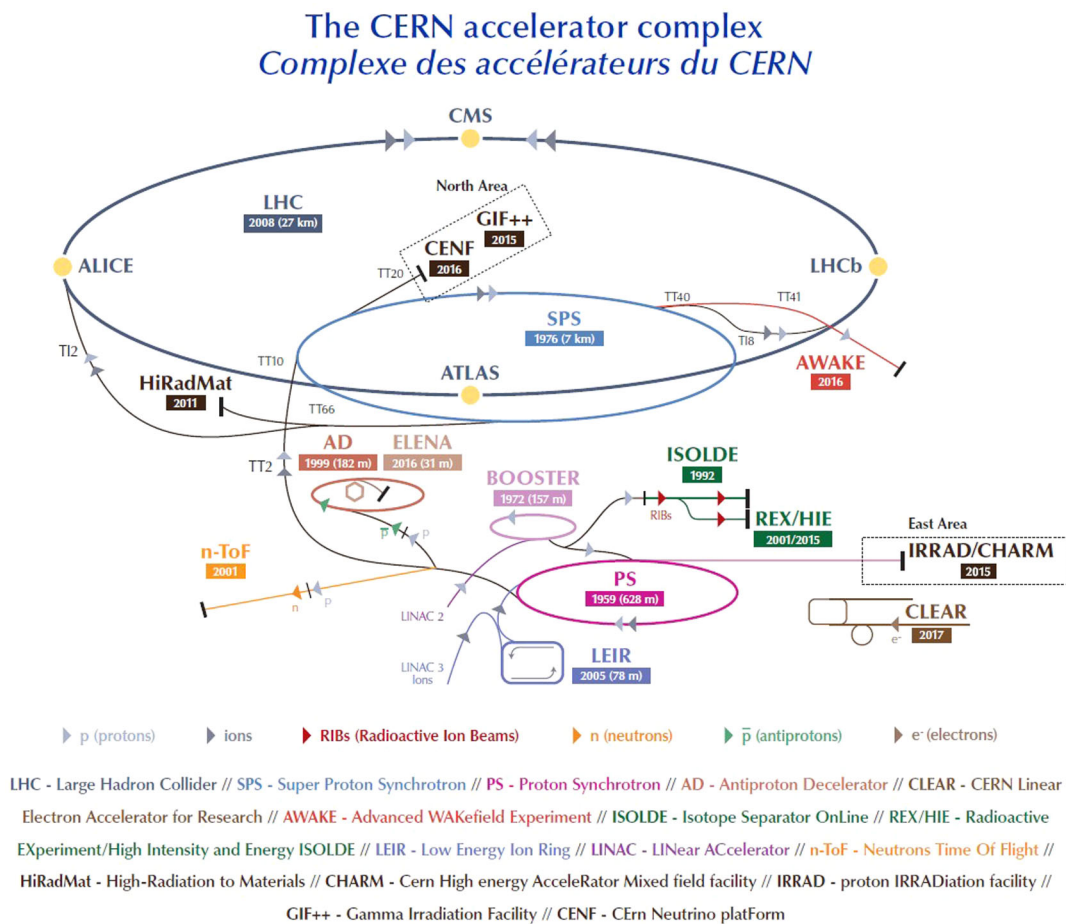 The CERN accelerator complex
Complexe des accélérateurs du CERN
CMS
North Area
LHC
2008 (27 km)
GIF++
2015
CENF
2016
ALICE
TT20
LHCb
TT40
TT41
SPS
1976 (7 km)
TI8
TI2
TT10
AWAKE
2016
ATLAS
HiRadMat
2011
TT66
TT2
AD
1999 (182 m)
ELENA
2016 (31 m)
ISOLDE
1992
BOOSTER
1972 (157 m)
RIBs
REX/HIE
2001/2015
East Area
p̅
p
n-ToF
2001
IRRAD/CHARM
2015
PS
1959 (628 m)
n
p
LINAC 2
CLEAR
2017
e-
LINAC 3
Ions
LEIR
2005 (78 m)
p (protons)
ions
RIBs (Radioactive Ion Beams)
n (neutrons)
p̅ (antiprotons)
e- (electrons)
LHC - Large Hadron Collider // SPS - Super Proton Synchrotron // PS - Proton Synchrotron // AD - Antiproton Decelerator // CLEAR - CERN Linear
Electron Accelerator for Research // AWAKE - Advanced WAKefield Experiment // ISOLDE - Isotope Separator OnLine // REX/HIE - Radioactive
EXperiment/High Intensity and Energy ISOLDE // LEIR - Low Energy Ion Ring // LINAC - LINear ACcelerator // n-ToF - Neutrons Time Of Flight //
HiRadMat - High-Radiation to Materials // CHARM - Cern High energy AcceleRator Mixed field facility // IRRAD - proton IRRADiation facility //
GIF++ - Gamma Irradiation Facility // CENF - CErn Neutrino platForm